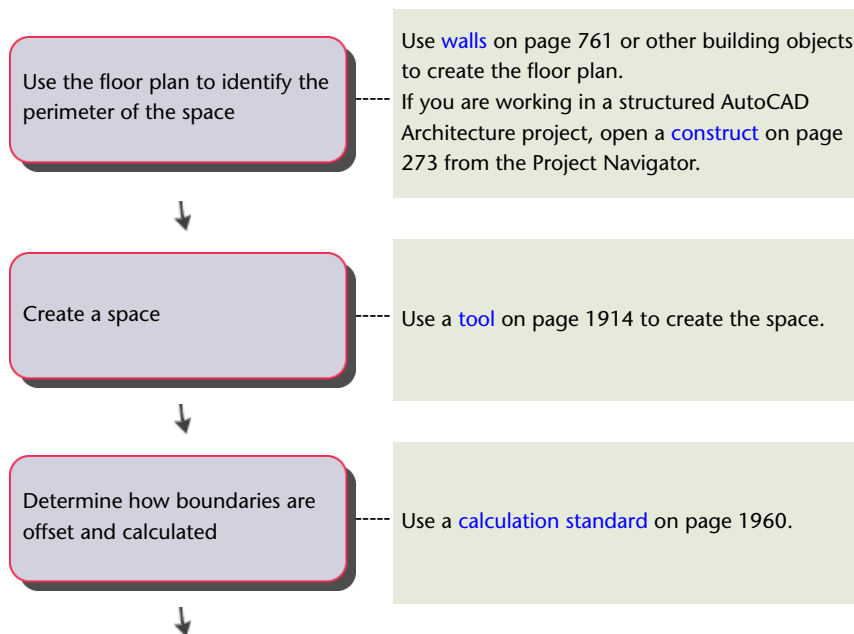 Use the floor plan to identify the
perimeter of the space
Use walls on page 761 or other building objects
to create the floor plan.
If you are working in a structured AutoCAD
Architecture project, open a construct on page
273 from the Project Navigator.
Create a space
Use a tool on page 1914 to create the space.
Determine how boundaries are
offset and calculated
Use a calculation standard on page 1960.